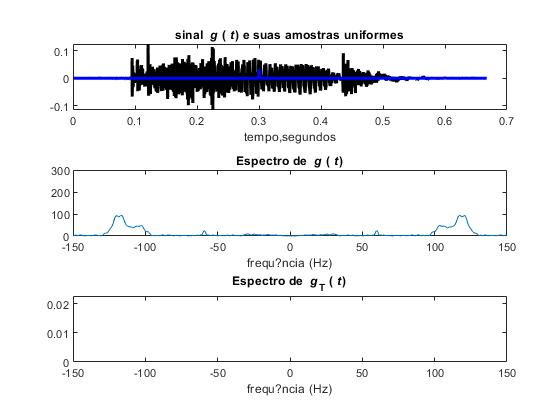 sinal g ( t) e suas amostras uniformes
0.1
0
-0.1
0 0.1 0.2 0.3 0.4 0.5 0.6 0.7
tempo,segundos
Espectro de g ( t)
300
200
100
0
-150 -100 -50 0 50 100 150
frequ?ncia (Hz)
Espectro de g_T ( t)
0.02
0.01
0
-150 -100 -50 0 50 100 150
frequ?ncia (Hz)